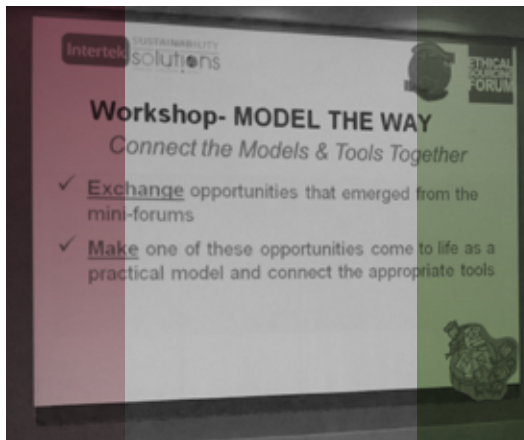 Intertek
SUSTAINABILITY
solutions
ETHICAL
SOURCING
FORUM
Workshop- MODEL THE WAY
Connect the Models & Tools Together
✓ Exchange opportunities that emerged from the
mini-forums
✓ Make one of these opportunities come to life as a
practical model and connect the appropriate tools